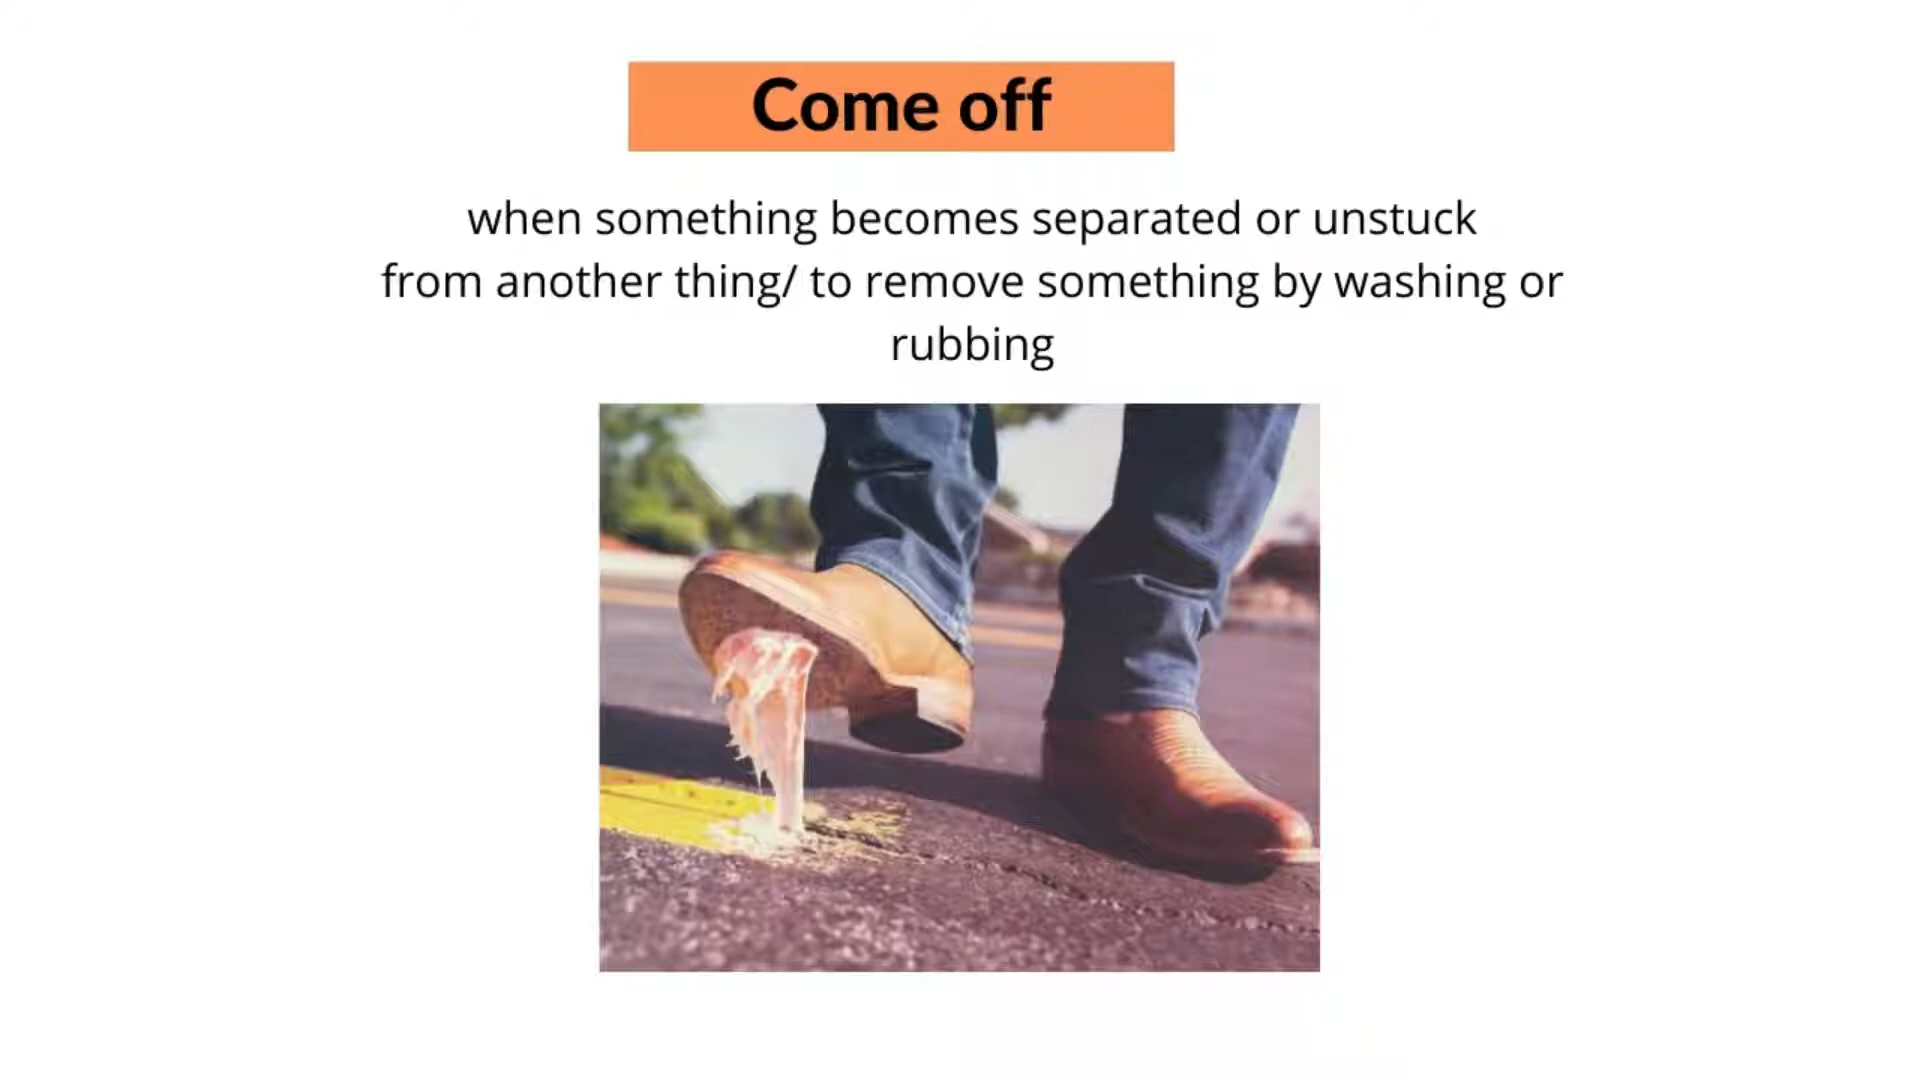 Come off
when something becomes separated or unstuck
from another thing/ to remove something by washing or
rubbing